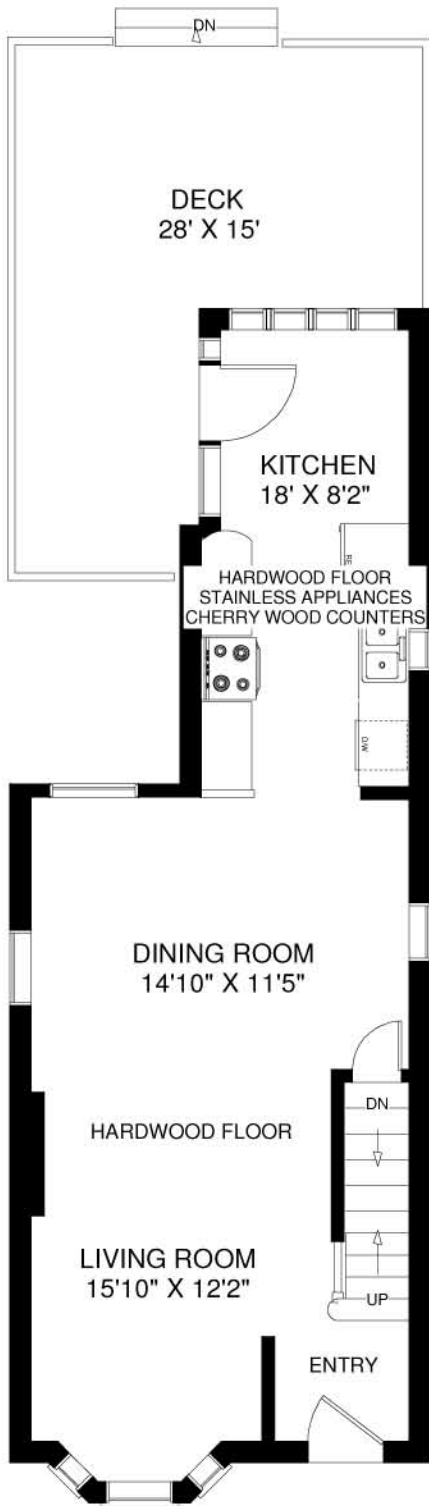 DN
DECK
28' X 15'
KITCHEN
18' X 8'2"
RE
HARDWOOD FLOOR
STAINLESS APPLIANCES
CHERRY WOOD COUNTERS
D/W
DINING ROOM
14'10" X 11'5"
DN
HARDWOOD FLOOR
LIVING ROOM
15'10" X 12'2"
UP
ENTRY